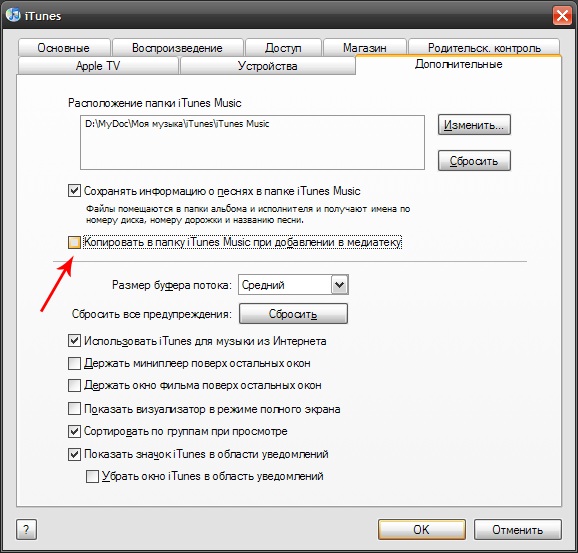 iTunes
Основные Воспроизведение Доступ Магазин Родительск. контроль
Apple TV Устройства Дополнительные
Расположение папки iTunes Music
D:\MyDoc\Моя музыка\iTunes\iTunes Music
Изменить...
Сбросить
Сохранять информацию о песнях в папке iTunes Music
Файлы помещаются в папки альбома и исполнителя и получают имена по
номеру диска, номеру дорожки и названию песни.
Копировать в папку iTunes Music при добавлении в медиатеку
Размер буфера потока: Средний
Сбросить все предупреждения: Сбросить
Использовать iTunes для музыки из Интернета
Держать миниплеер поверх остальных окон
Держать окно Фильма поверх остальных окон
Показать визуализатор в режиме полного экрана
Сортировать по группам при просмотре
Показать значок iTunes в области уведомлений
Убрать окно iTunes в область уведомлений
? OK Отменить